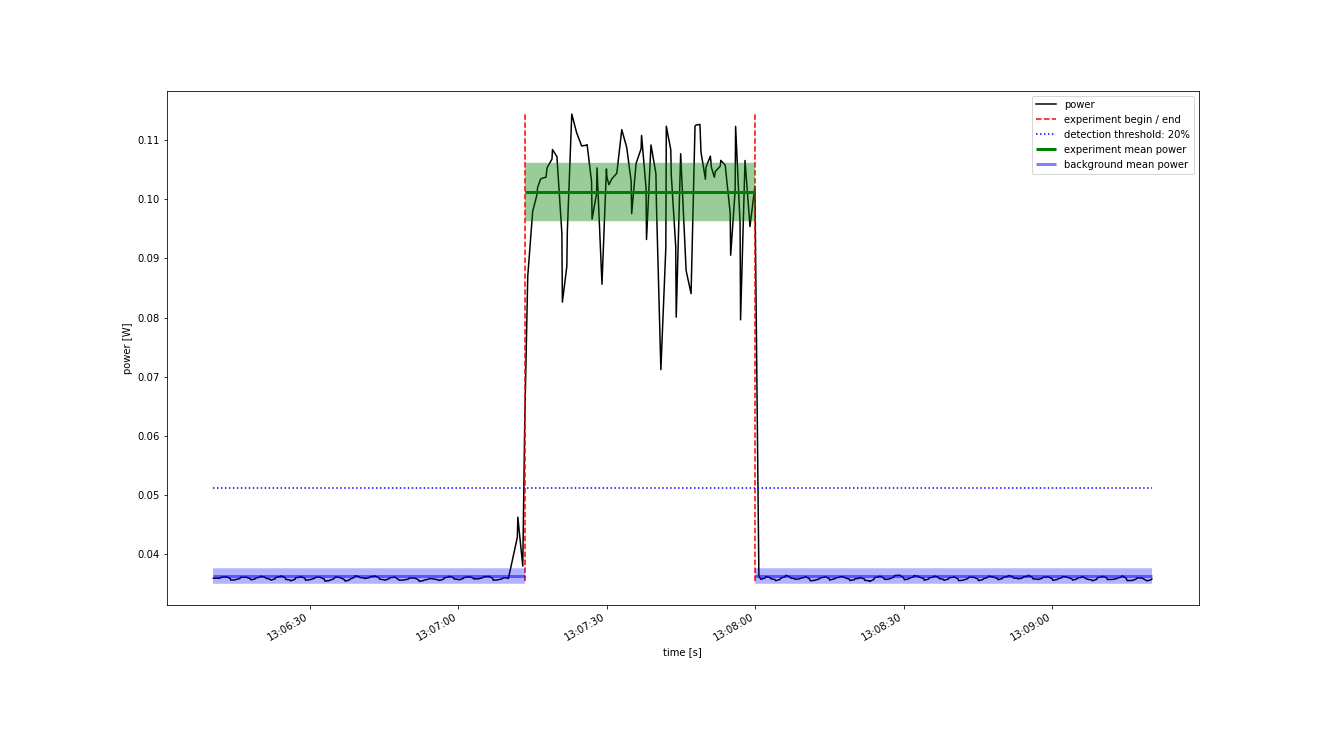 power
experiment begin / end
detection threshold: 20%
experiment mean power
background mean power
0.11
0.10
0.09
0.08
0.07
0.06
0.05
0.04
power [W]
13:06:30
13:07:00
13:07:30
13:08:00
13:08:30
13:09:00
time [s]